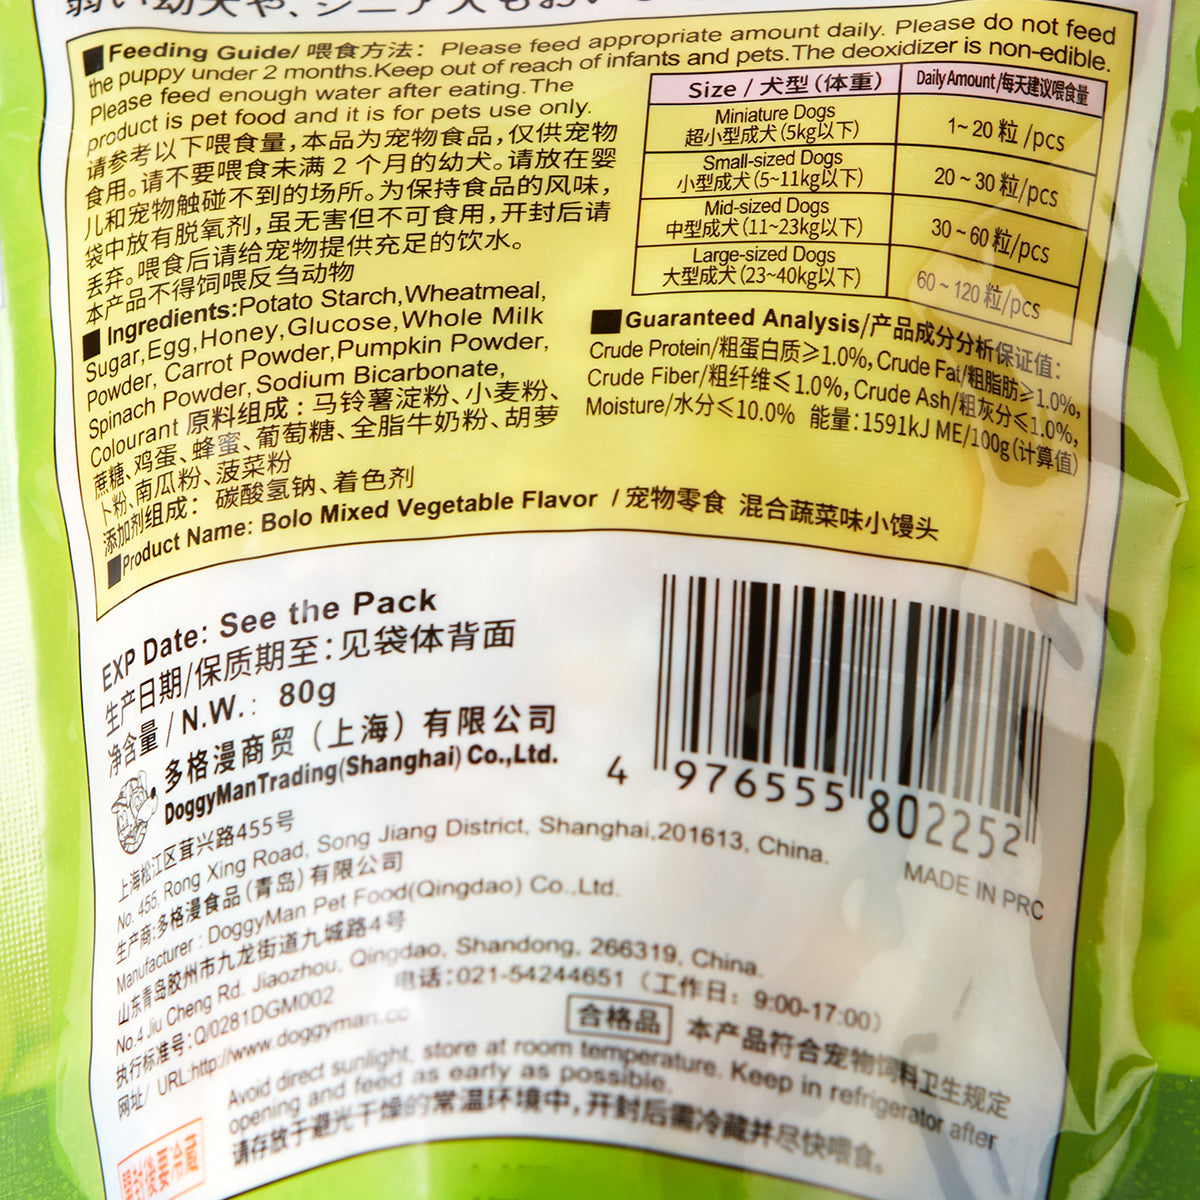 弱い幼犬や、シニア犬もおい
■Feeding Guide/ 喂食方法：Please feed appropriate amount daily. Please do not feed
the puppy under 2 months.Keep out of reach of infants and pets.The deoxidizer is non-edible.
Please feed enough water after eating.The
product is pet food and it is for pets use only.
请参考以下喂食量，本品为宠物食品，仅供宠物
食用。请不要喂食未满２个月的幼犬。请放在婴
儿和宠物触碰不到的场所。为保持食品的风味，
袋中放有脱氧剂，虽无害但不可食用，开封后请
丢弃。喂食后请给宠物提供充足的饮水。
本产品不得饲喂反刍动物
Size / 犬型（体重） Daily Amount/每天建议喂食量
Miniature Dogs
超小型成犬（5kg以下） 1~20 粒 /pcs
Small-sized Dogs
小型成犬（5~11kg以下） 20~30 粒/pcs
Mid-sized Dogs
中型成犬（11~23kg以下） 30~60 粒/pcs
Large-sized Dogs
大型成犬（23~40kg以下） 60~120 粒/pcs
■Ingredients:Potato Starch,Wheatmeal,
Sugar,Egg,Honey,Glucose,Whole Milk
Powder, Carrot Powder,Pumpkin Powder,
Spinach Powder,Sodium Bicarbonate,
Colourant 原料组成：马铃薯淀粉、小麦粉、
蔗糖、鸡蛋、蜂蜜、葡萄糖、全脂牛奶粉、胡萝
卜粉、南瓜粉、菠菜粉
添加剂组成： 碳酸氢钠、着色剂
■Guaranteed Analysis/产品成分分析保证值：
Crude Protein/粗蛋白质≥1.0%, Crude Fat/粗脂肪≥1.0%,
Crude Fiber/粗纤维≤1.0%, Crude Ash/粗灰分≤1.0%,
Moisture/水分≤10.0% 能量：1591kJ ME/100g(计算值)
■Product Name: Bolo Mixed Vegetable Flavor / 宠物零食 混合蔬菜味小馒头
EXP Date: See the Pack
生产日期/保质期至：见袋体背面
净含量 / N.W.： 80g
多格漫商贸（上海）有限公司
DoggyManTrading(Shanghai) Co.,Ltd.
4 976555 802252
MADE IN PRC
上海松江区茸兴路455号
No. 455, Rong Xing Road, Song Jiang District, Shanghai,201613, China.
生产商:多格漫食品（青岛）有限公司
Manufacturer : DoggyMan Pet Food(Qingdao) Co.,Ltd.
山东青岛胶州市九龙街道九城路4号
No.4 Jiu Cheng Rd. Jiaozhou, Qingdao, Shandong, 266319, China.
执行标准号：Q/0281DGM002 电话：021-54244651（工作日：9:00-17:00）
网址/ URL:http://www.doggyman.cc
合格品 本产品符合宠物饲料卫生规定
Avoid direct sunlight, store at room temperature. Keep in refrigerator after
opening and feed as early as possible.
请存放于避光干燥的常温环境中，开封后需冷藏并尽快喂食。
開封後要冷蔵